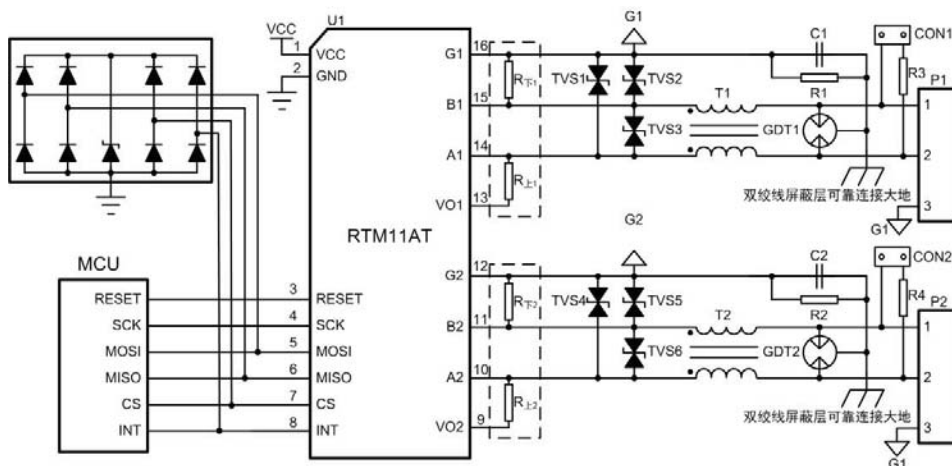 U1
VCC
1
VCC
2
GND
MCU
RESET
SCK
MOSI
MISO
CS
INT
3
RESET
4
SCK
5
MOSI
6
MISO
7
CS
8
INT
RTM11AT
G1
16
B1
15
A1
14
VO1
13
G2
12
B2
11
A2
10
VO2
9
R下1
R上1
R下2
R上2
G1
TVS1
TVS2
TVS3
T1
C1
R1
GDT1
CON1
R3
P1
1
2
3
双绞线屏蔽层可靠连接大地
G1
G2
TVS4
TVS5
TVS6
T2
C2
R2
GDT2
CON2
R4
P2
1
2
3
双绞线屏蔽层可靠连接大地
G1